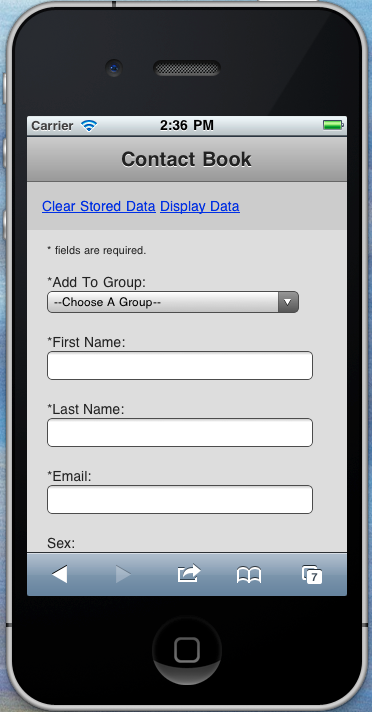 Carrier 2:36 PM
Contact Book
Clear Stored Data Display Data
* fields are required.
*Add To Group:
--Choose A Group--
*First Name:
*Last Name:
*Email:
Sex:
7